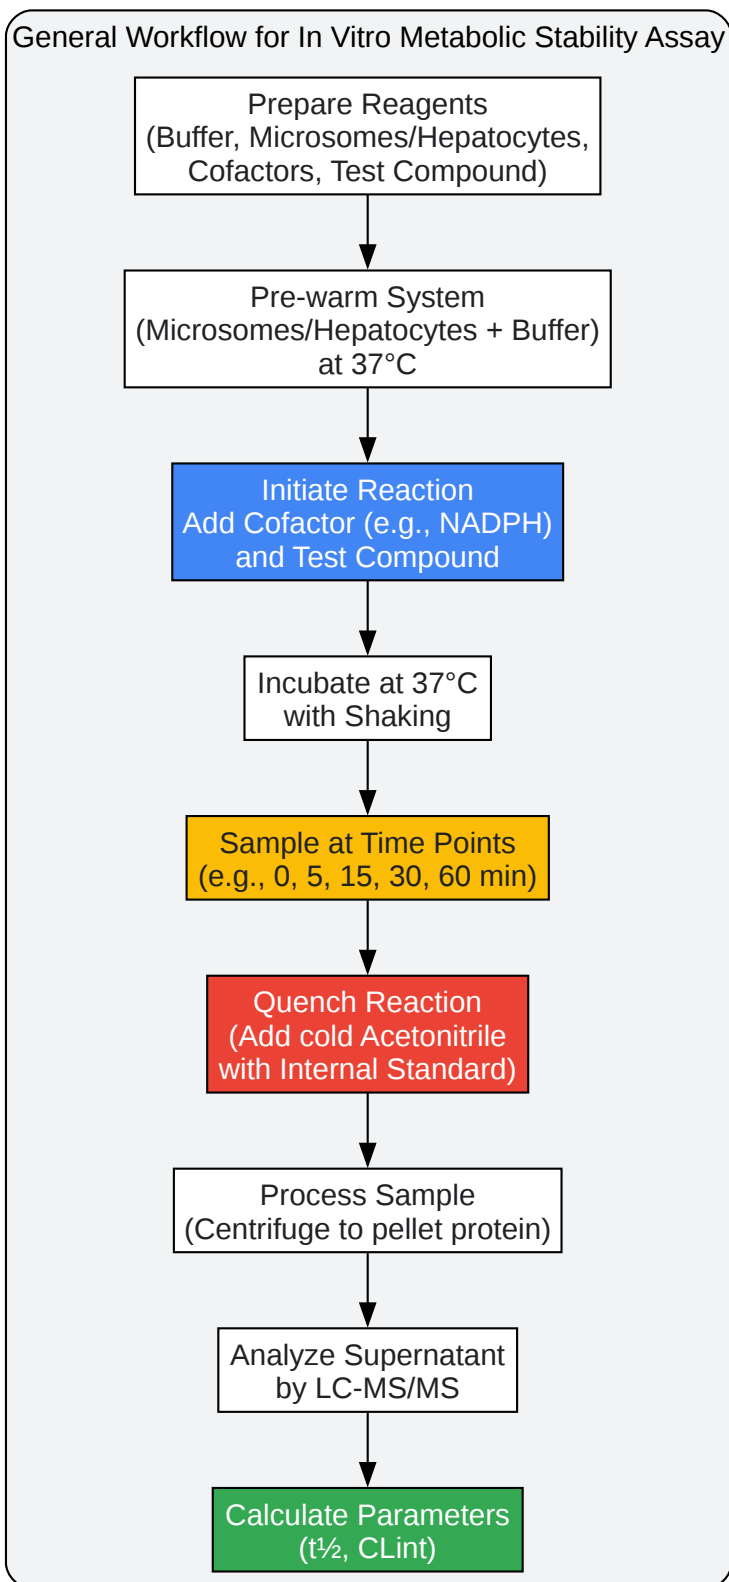 General Workflow for In Vitro Metabolic Stability Assay
Prepare Reagents
(Buffer, Microsomes/Hepatocytes,
Cofactors, Test Compound)
Pre-warm System
(Microsomes/Hepatocytes + Buffer)
at 37°C
Initiate Reaction
Add Cofactor (e.g., NADPH)
and Test Compound
Incubate at 37°C
with Shaking
Sample at Time Points
(e.g., 0, 5, 15, 30, 60 min)
Quench Reaction
(Add cold Acetonitrile
with Internal Standard)
Process Sample
(Centrifuge to pellet protein)
Analyze Supernatant
by LC-MS/MS
Calculate Parameters
(t½, CLint)